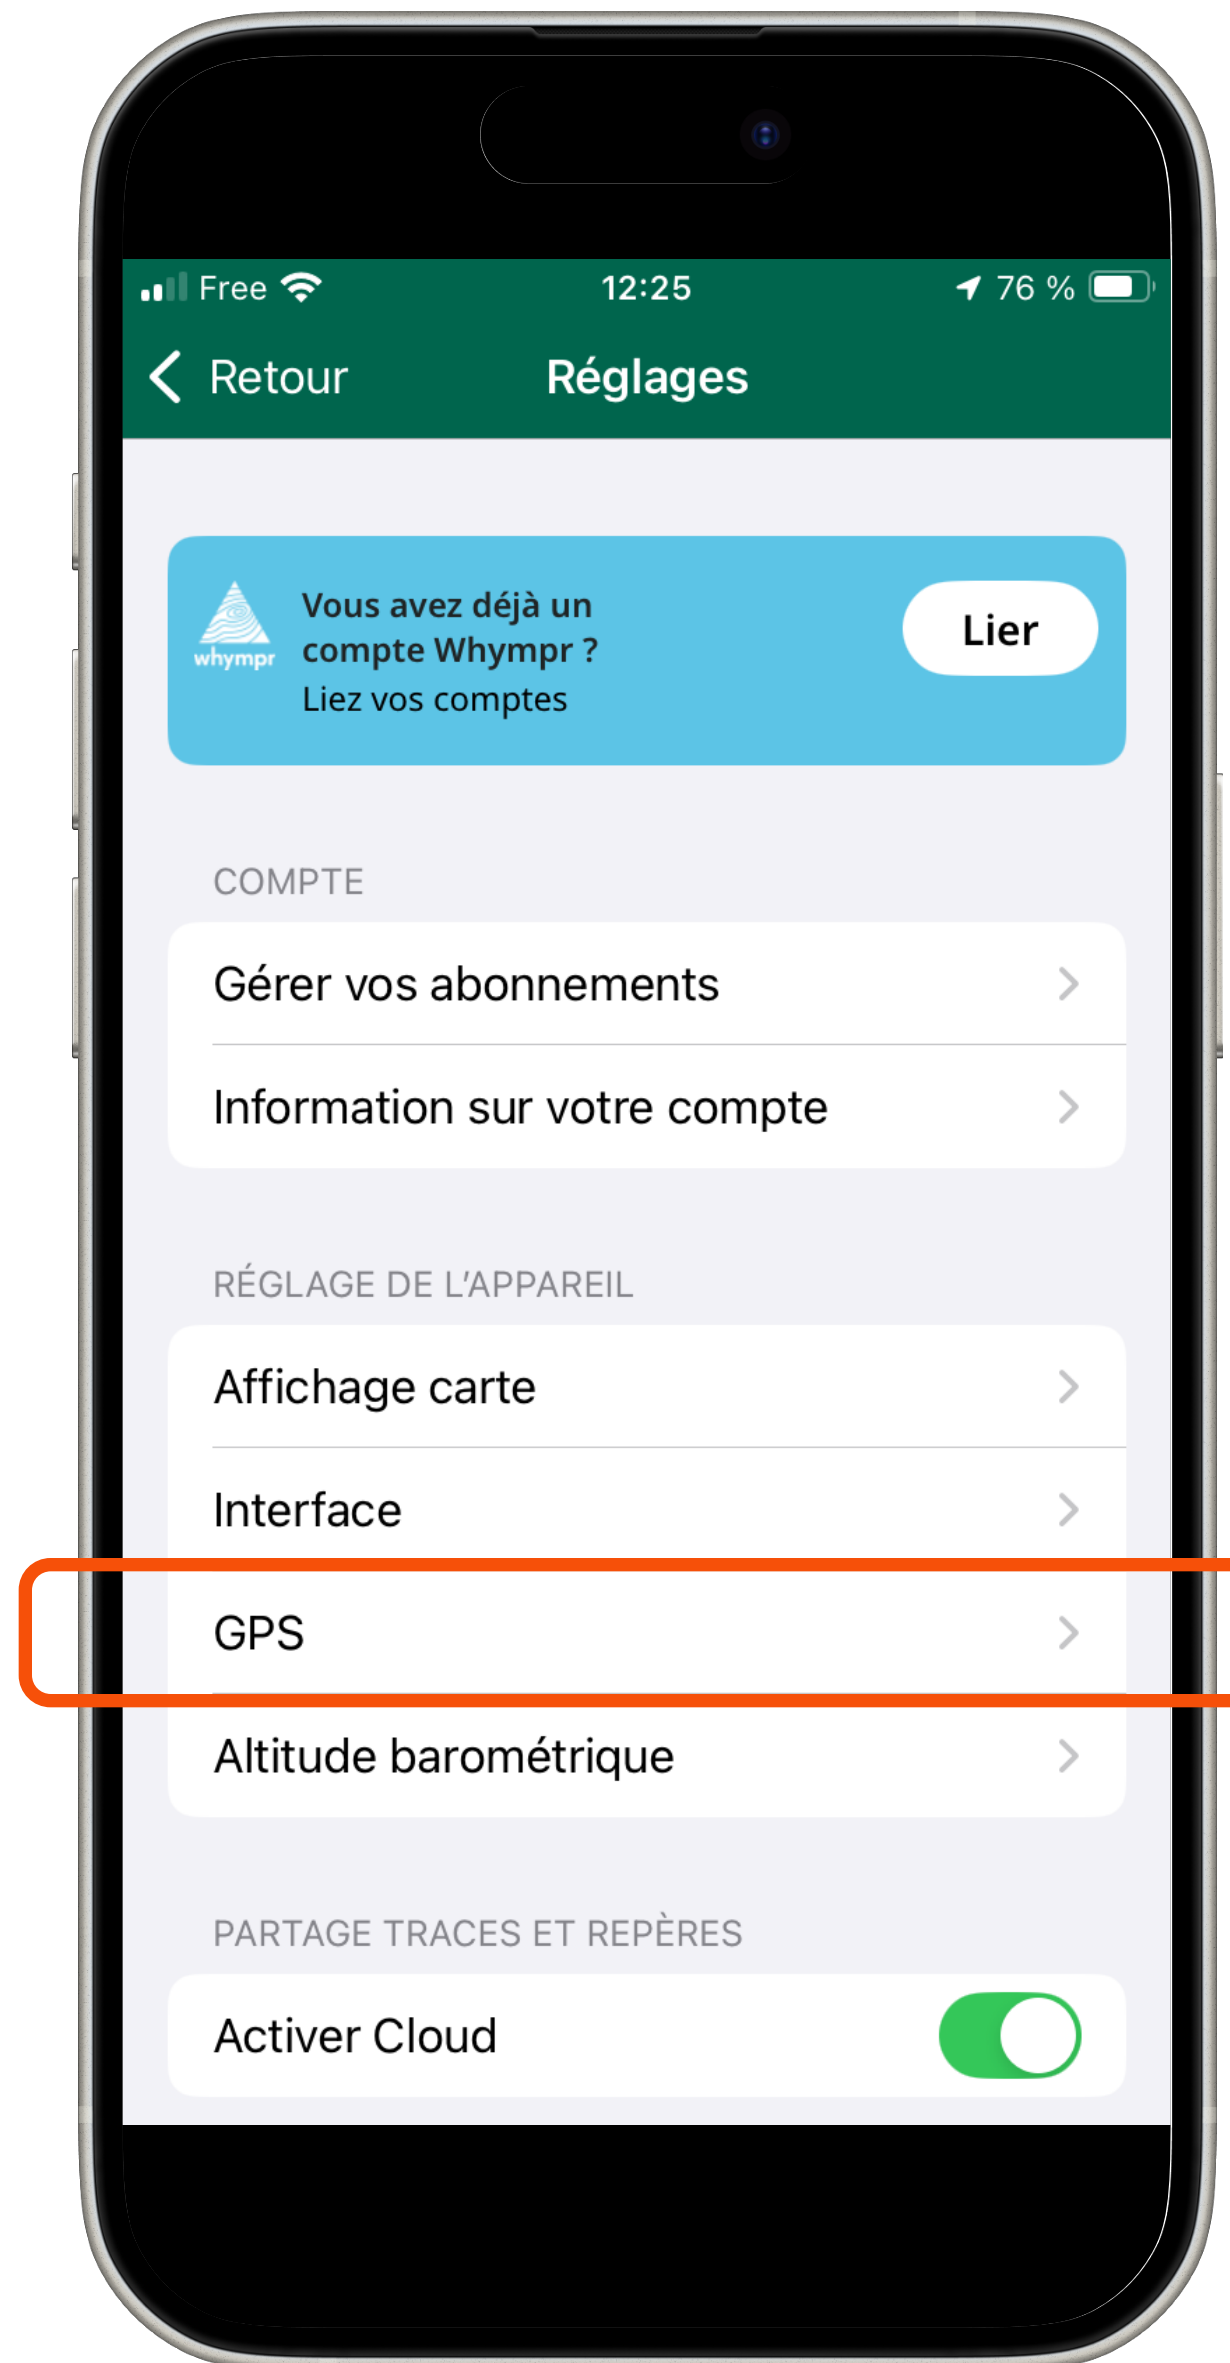 Free 12:25 76 %
Retour Réglages
Vous avez déjà un
compte Whympr ?
Liez vos comptes
whympr
Lier
COMPTE
Gérer vos abonnements
Information sur votre compte
RÉGLAGE DE L'APPAREIL
Affichage carte
Interface
GPS
Altitude barométrique
PARTAGE TRACES ET REPÈRES
Activer Cloud